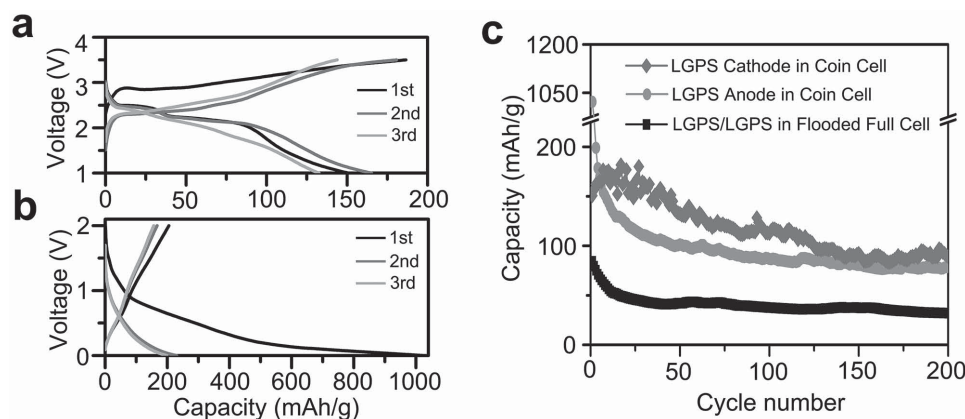 a
4
3
2
1
Voltage (V)
1st
2nd
3rd
0
50
100
150
200
b
2
1
0
Voltage (V)
1st
2nd
3rd
0
200
400
600
800
1000
Capacity (mAh/g)
c
1200
1050
200
100
0
Capacity (mAh/g)
LGPS Cathode in Coin Cell
LGPS Anode in Coin Cell
LGPS/LGPS in Flooded Full Cell
0
50
100
150
200
Cycle number